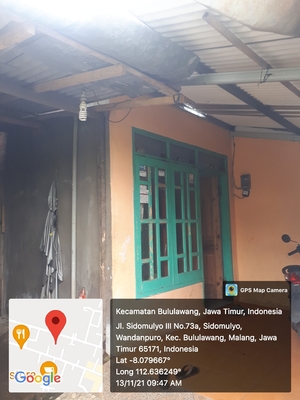 GPS Map Camera
Kecamatan Bululawang, Jawa Timur, Indonesia
Jl. Sidomulyo III No.73a, Sidomulyo,
Wandanpuro, Kec. Bululawang, Malang, Jawa
Timur 65171, Indonesia
Lat -8.079667°
Long 112.636249°
13/11/21 09:47 AM
Google